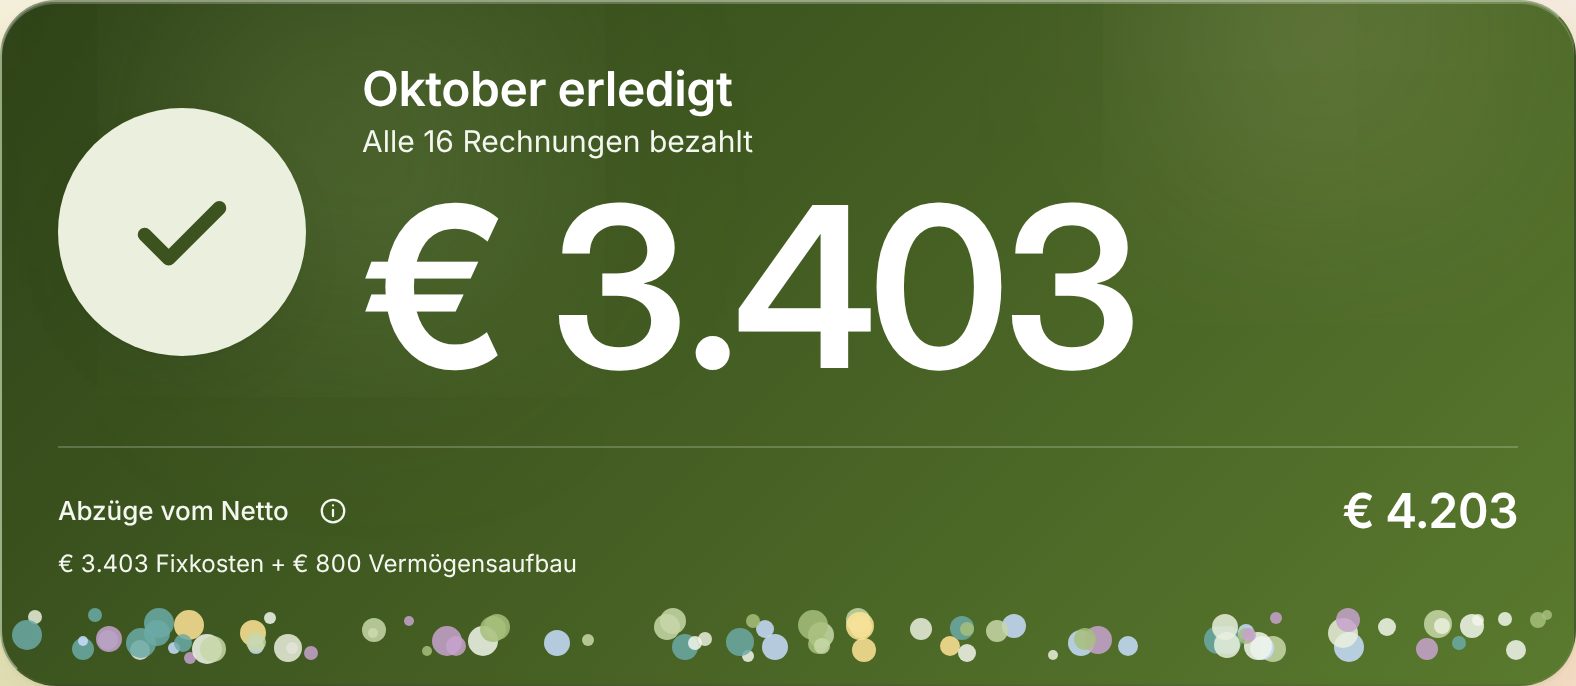 Oktober erledigt
Alle 16 Rechnungen bezahlt
€ 3.403
Abzüge vom Netto
€ 4.203
€ 3.403 Fixkosten + € 800 Vermögensaufbau